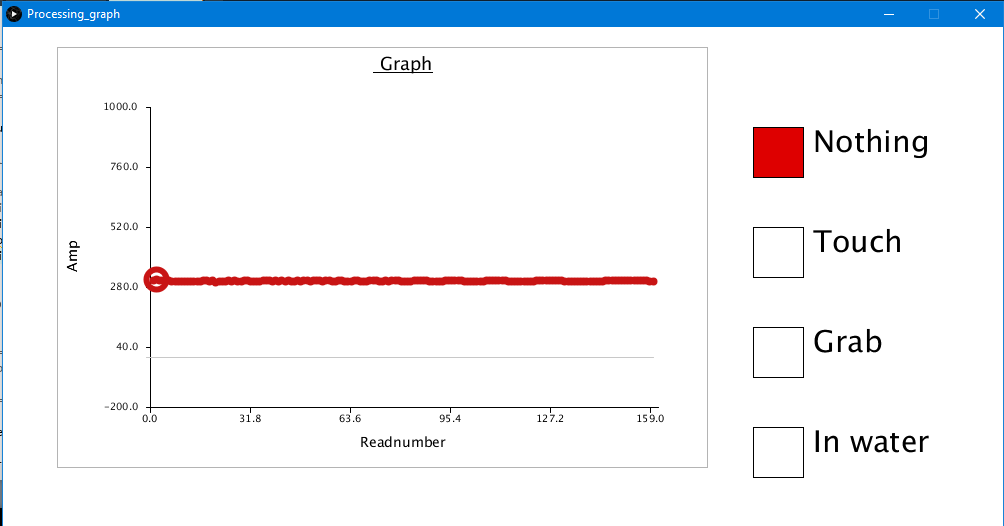 Processing_graph
Graph
1000.0
760.0
520.0
280.0
40.0
−200.0
Amp
0.0 31.8 63.6 95.4 127.2 159.0
Readnumber
Nothing
Touch
Grab
In water